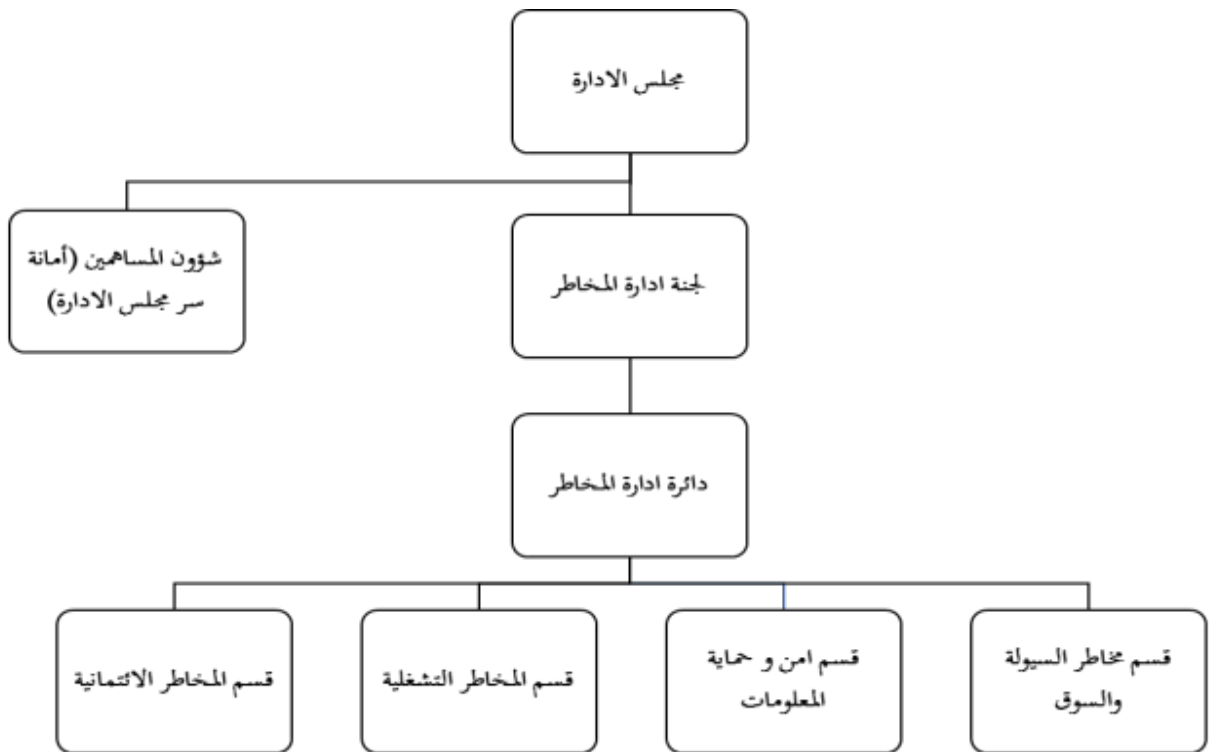 مجلس الادارة
شؤون المساهمين (أمانة
سر مجلس الادارة)
لجنة ادارة المخاطر
دائرة ادارة المخاطر
قسم مخاطر السيولة
والسوق
قسم امن و حماية
المعلومات
قسم المخاطر التشغلية
قسم المخاطر الائتمانية